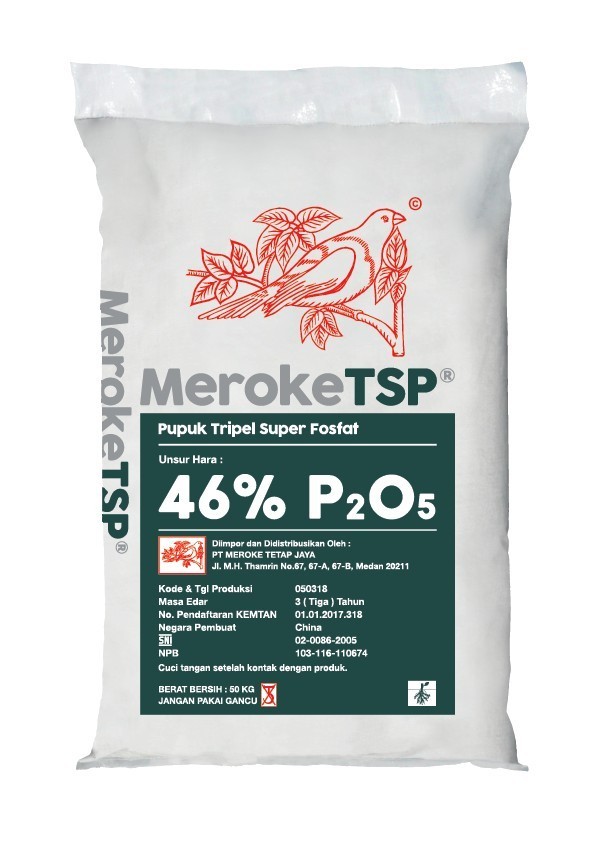 ©
MerokeTSP®
MerokeTSP®
Pupuk Tripel Super Fosfat
Unsur Hara :
46% P₂O₅
Diimpor dan Didistribusikan Oleh :
PT MEROKE TETAP JAYA
Jl. M.H. Thamrin No.67, 67-A, 67-B, Medan 20211
Kode & Tgl Produksi 050318
Masa Edar 3 ( Tiga ) Tahun
No. Pendaftaran KEMTAN 01.01.2017.318
Negara Pembuat China
SNI 02-0086-2005
NPB 103-116-110674
Cuci tangan setelah kontak dengan produk.
BERAT BERSIH : 50 KG
JANGAN PAKAI GANCU